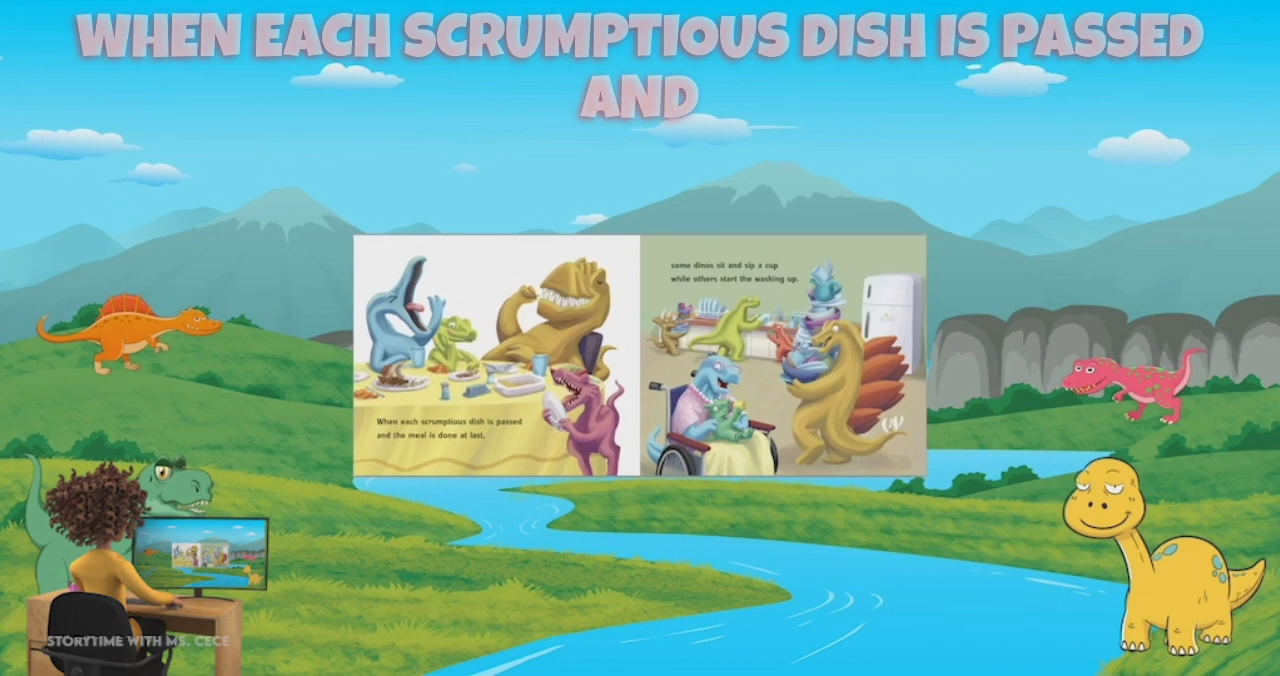 WHEN EACH SCRUMPTIOUS DISH IS PASSED
AND
some dinos sit and sip a cup
while others start the washing up.
When each scrumptious dish is passed
and the meal is done at last,
STORYTIME WITH MS. CECE